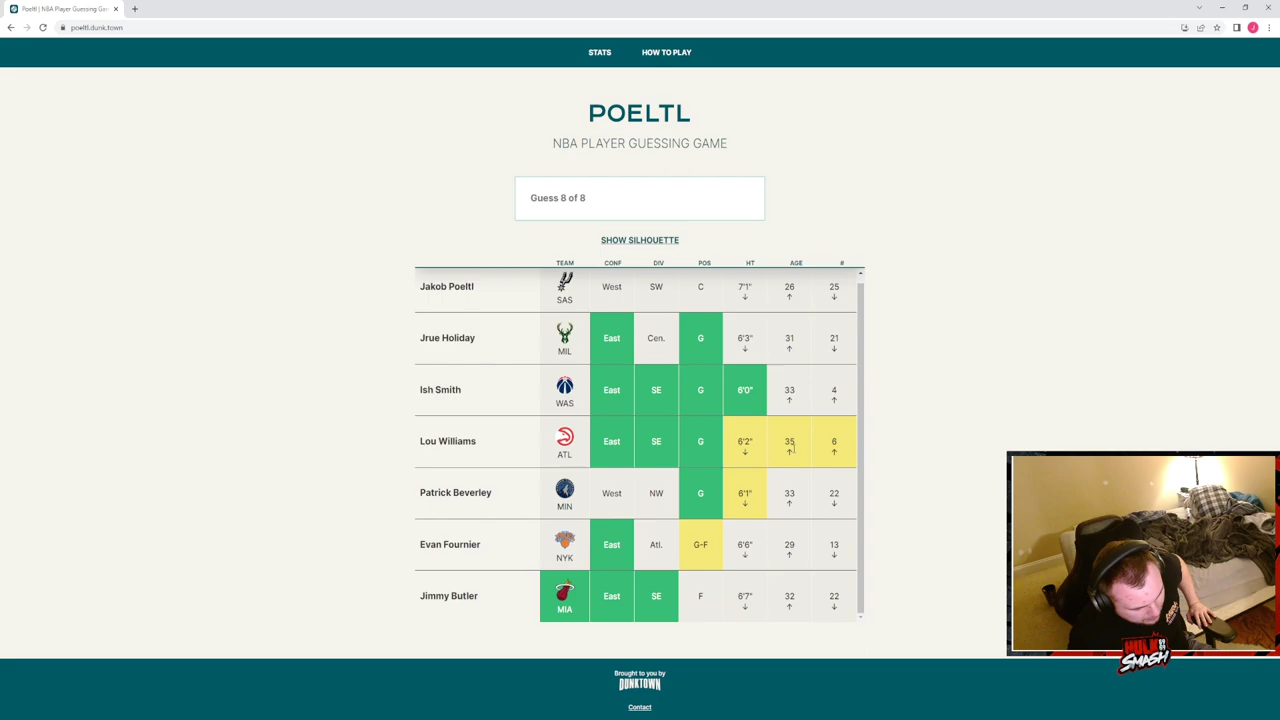 Poeltl | NBA Player Guessing Game
poeltl.dunk.town
J
STATS HOW TO PLAY
POELTL
NBA PLAYER GUESSING GAME
Guess 8 of 8
SHOW SILHOUETTE
TEAM CONF DIV POS HT AGE #
Jakob Poeltl SAS West SW C 7'1" ↓ 26 ↑ 25 ↓
Jrue Holiday MIL East Cen. G 6'3" ↓ 31 ↑ 21 ↓
Ish Smith WAS East SE G 6'0" 33 ↑ 4 ↑
Lou Williams ATL East SE G 6'2" ↓ 35 ↑ 6 ↑
Patrick Beverley MIN West NW G 6'1" ↓ 33 ↑ 22 ↓
Evan Fournier NYK East Atl. G-F 6'6" ↓ 29 ↑ 13 ↓
Jimmy Butler MIA East SE F 6'7" ↓ 32 ↑ 22 ↓
HULK
SMASH
Brought to you by
DUNKTOWN
Contact